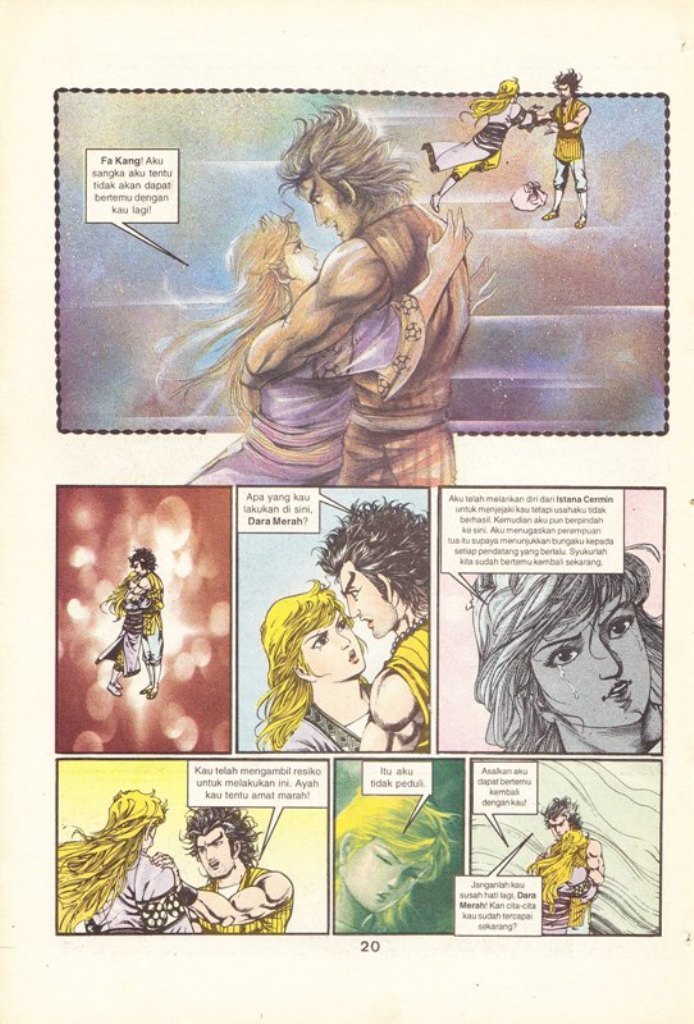 Fa Kang! Aku
sangka aku tentu
tidak akan dapat
bertemu dengan
kau lagi!
Apa yang kau
lakukan di sini,
Dara Merah?
Aku telah melarikan diri dari Istana Cermin
untuk menjejaki kau tetapi usahaku tidak
berhasil. Kemudian aku pun berpindah
ke sini. Aku menugaskan perempuan
tua itu supaya menunjukkan bungaku kepada
setiap pendatang yang berlalu. Syukurlah
kita sudah bertemu kembali sekarang.
Kau telah mengambil resiko
untuk melakukan ini. Ayah
kau tentu amat marah!
Itu aku
tidak peduli.
Asalkan aku
dapat bertemu
kembali
dengan kau!
Janganlah kau
susah hati lagi, Dara
Merah! Kan cita-cita
kau sudah tercapai
sekarang?
20